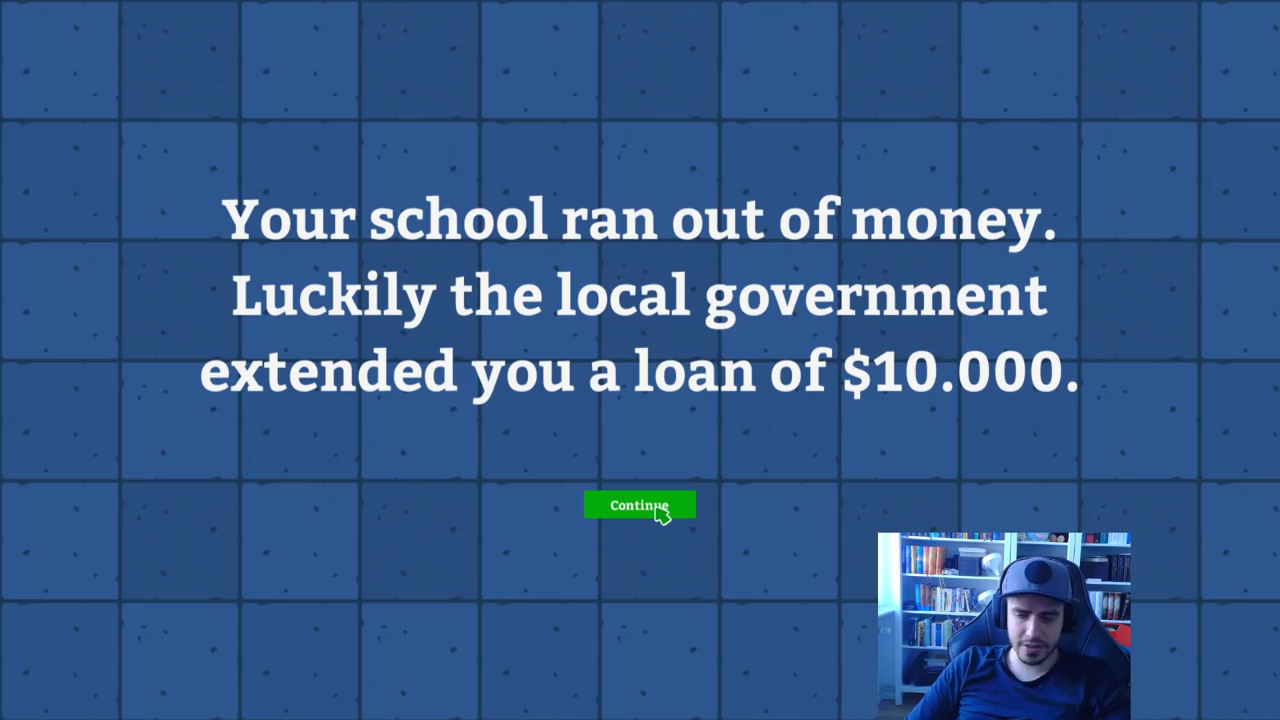 Your school ran out of money.
Luckily the local government
extended you a loan of $10.000.
Continue